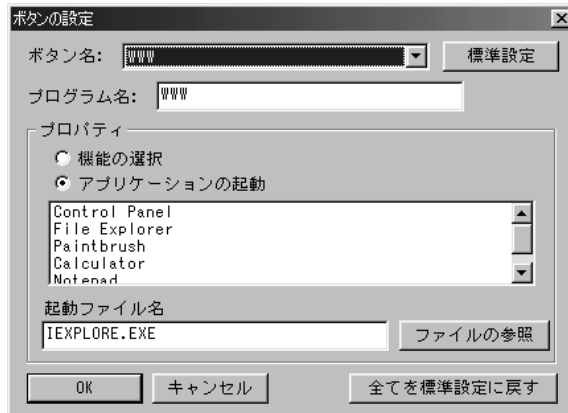 ボタンの設定
ボタン名: WWW 標準設定
プログラム名: WWW
プロパティ
機能の選択
アプリケーションの起動
Control Panel
File Explorer
Paintbrush
Calculator
Notepad
起動ファイル名
IEXPLORE.EXE ファイルの参照
OK キャンセル 全てを標準設定に戻す